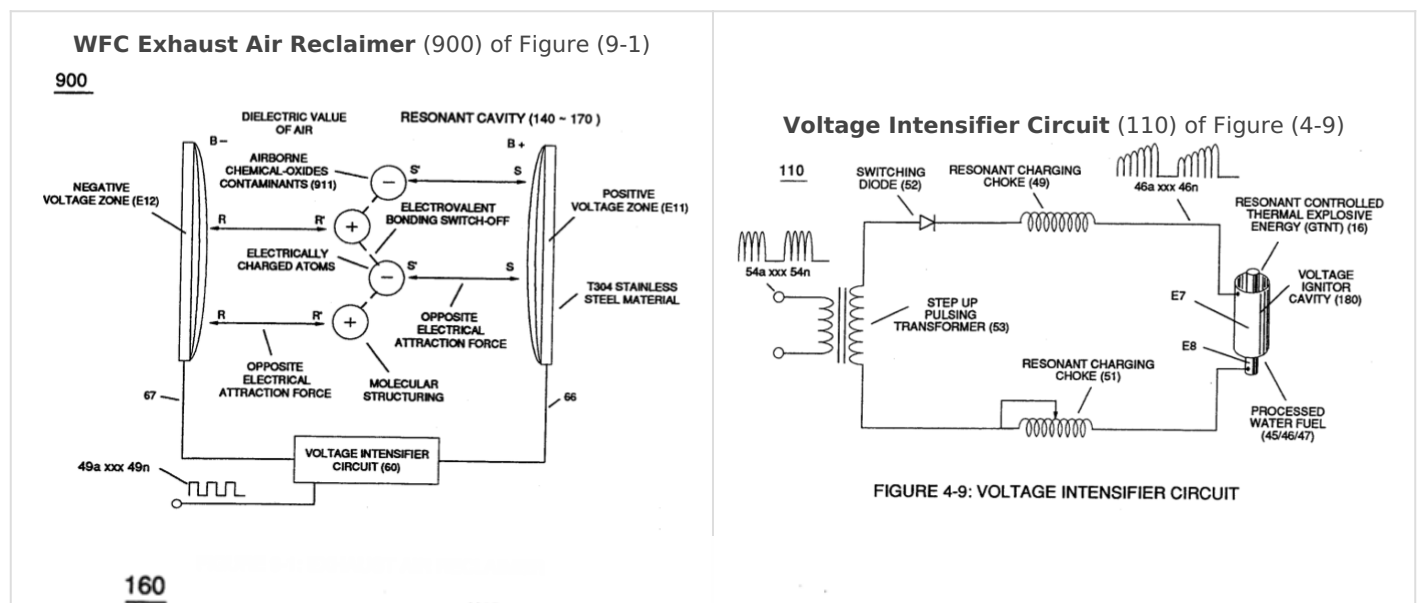 WFC Exhaust Air Reclaimer (900) of Figure (9-1)
900
DIELECTRIC VALUE
OF AIR
RESONANT CAVITY (140 ~ 170 )
B-
B+
AIRBORNE
CHEMICAL-OXIDES
CONTAMINANTS (911)
-
S'
S
NEGATIVE
VOLTAGE ZONE (E12)
POSITIVE
VOLTAGE ZONE (E11)
R
R'
+
ELECTROVALENT
BONDING SWITCH-OFF
ELECTRICALLY
CHARGED ATOMS
-
S'
S
T304 STAINLESS
STEEL MATERIAL
R
R'
+
OPPOSITE
ELECTRICAL
ATTRACTION FORCE
OPPOSITE
ELECTRICAL
ATTRACTION FORCE
MOLECULAR
STRUCTURING
67
66
VOLTAGE INTENSIFIER
CIRCUIT (60)
49a xxx 49n
Voltage Intensifier Circuit (110) of Figure (4-9)
110
SWITCHING
DIODE (52)
RESONANT CHARGING
CHOKE (49)
46a xxx 46n
RESONANT CONTROLLED
THERMAL EXPLOSIVE
ENERGY (GTNT) (16)
54a xxx 54n
VOLTAGE
IGNITOR
CAVITY (180)
E7
STEP UP
PULSING
TRANSFORMER (53)
E8
RESONANT CHARGING
CHOKE (51)
PROCESSED
WATER FUEL
(45/46/47)
FIGURE 4-9: VOLTAGE INTENSIFIER CIRCUIT
160